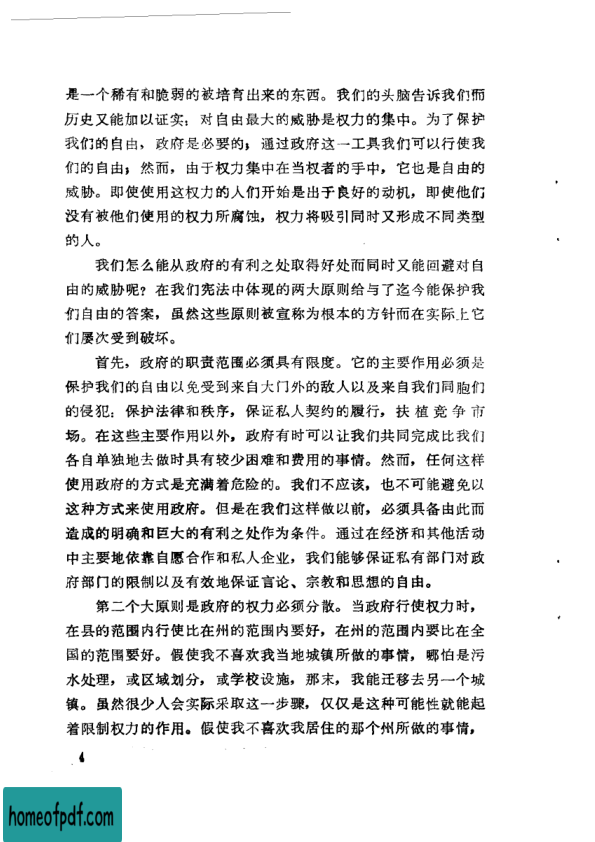 是一个稀有和脆弱的被培育出来的东西。我们的头脑告诉我们而
历史又能加以证实：对自由最大的威胁是权力的集中。为了保护
我们的自由，政府是必要的；通过政府这一工具我们可以行使我
们的自由；然而，由于权力集中在当权者的手中，它也是自由的
威胁。即使使用这权力的人们开始是出于良好的动机，即使他们
没有被他们使用的权力所腐蚀，权力将吸引同时又形成不同类型
的人。
我们怎么能从政府的有利之处取得好处而同时又能回避对自
由的威胁呢？在我们宪法中体现的两大原则给与了迄今能保护我
们自由的答案，虽然这些原则被宣称为根本的方针而在实际上它
们屡次受到破坏。
首先，政府的职责范围必须具有限度。它的主要作用必须是
保护我们的自由以免受到来自大门外的敌人以及来自我们同胞们
的侵犯：保护法律和秩序，保证私人契约的履行，扶植竞争市
场。在这些主要作用以外，政府有时可以让我们共同完成比我们
各自单独地去做时具有较少困难和费用的事情。然而，任何这样
使用政府的方式是充满着危险的。我们不应该，也不可能避免以
这种方式来使用政府。但是在我们这样做以前，必须具备由此而
造成的明确和巨大的有利之处作为条件。通过在经济和其他活动
中主要地依靠自愿合作和私人企业，我们能够保证私有部门对政
府部门的限制以及有效地保证言论、宗教和思想的自由。
第二个大原则是政府的权力必须分散。当政府行使权力时，
在县的范围内行使比在州的范围内要好，在州的范围内要比在全
国的范围要好。假使我不喜欢我当地城镇所做的事情，哪怕是污
水处理，或区域划分，或学校设施，那末，我能迁移去另一个城
镇。虽然很少人会实际采取这一步骤，仅仅是这种可能性就能起
着限制权力的作用。假使我不喜欢我居住的那个州所做的事情，
4
homeofpdf.com